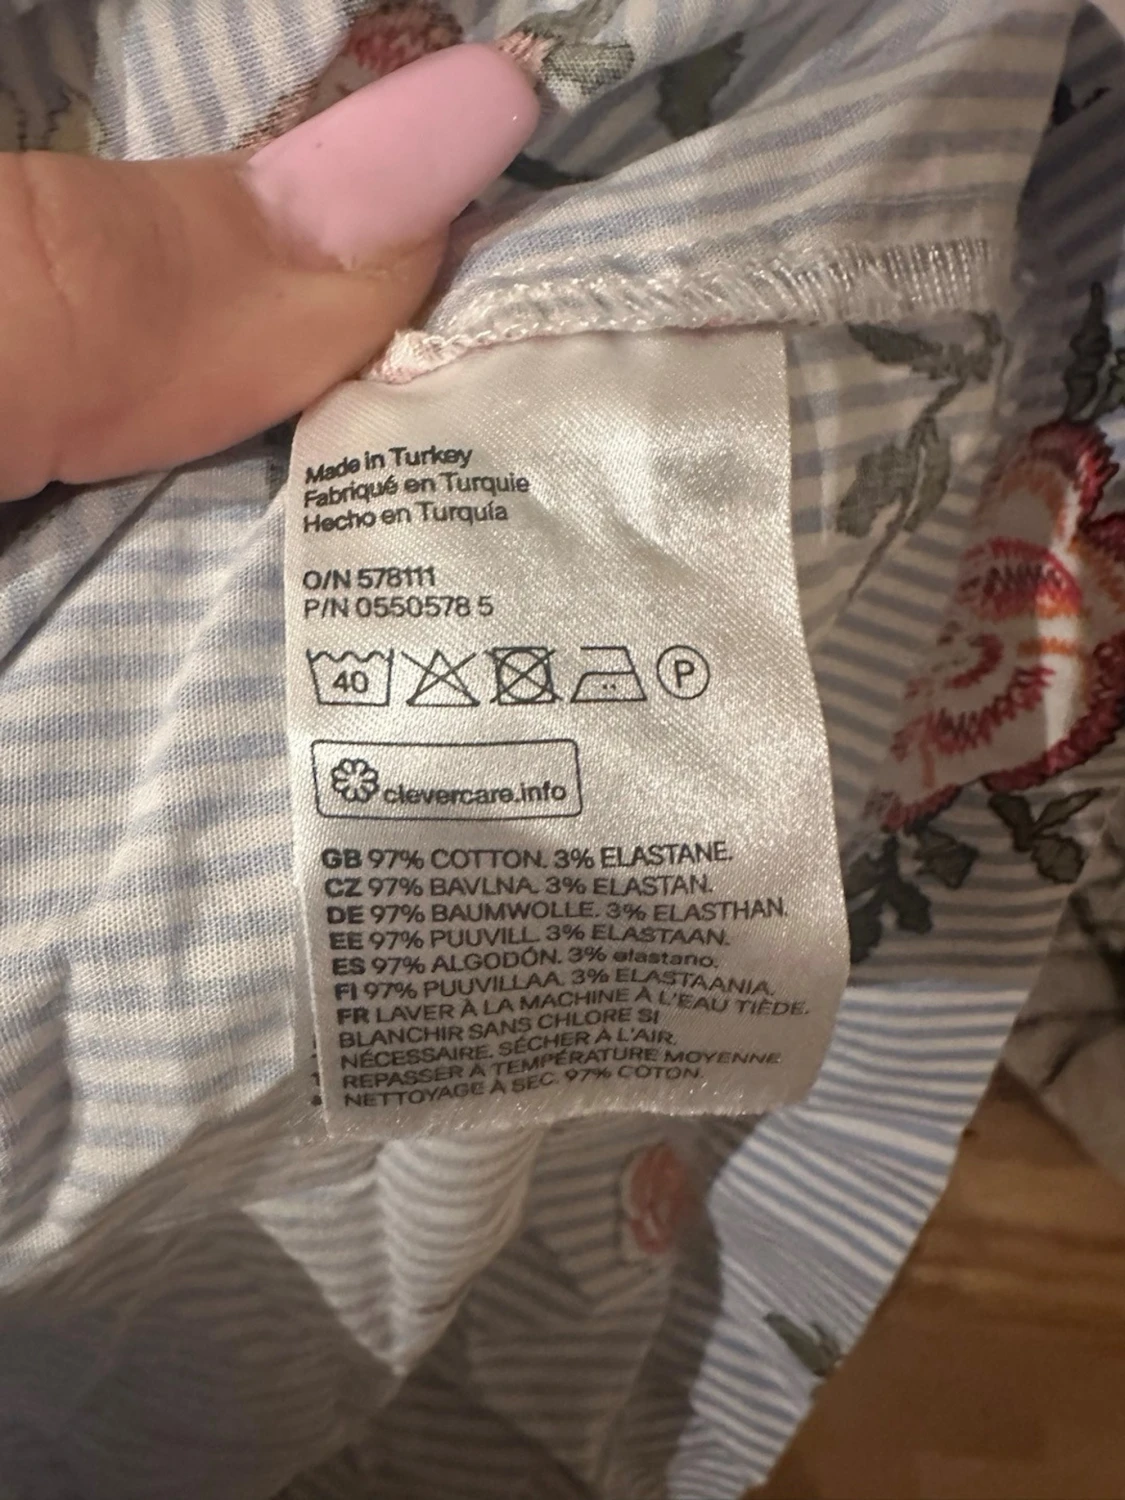 Made in Turkey
Fabriqué en Turquie
Hecho en Turquía
O/N 578111
P/N 0550578 5
40 P
clevercare.info
GB 97% COTTON. 3% ELASTANE.
CZ 97% BAVLNA. 3% ELASTAN.
DE 97% BAUMWOLLE. 3% ELASTHAN.
EE 97% PUUVILL. 3% ELASTAAN.
ES 97% ALGODÓN. 3% elastano.
FI 97% PUUVILLAA. 3% ELASTAANIA.
FR LAVER À LA MACHINE À L'EAU TIÈDE.
BLANCHIR SANS CHLORE SI
NÉCESSAIRE. SÉCHER À L'AIR.
REPASSER À TEMPÉRATURE MOYENNE.
NETTOYAGE À SEC. 97% COTON.